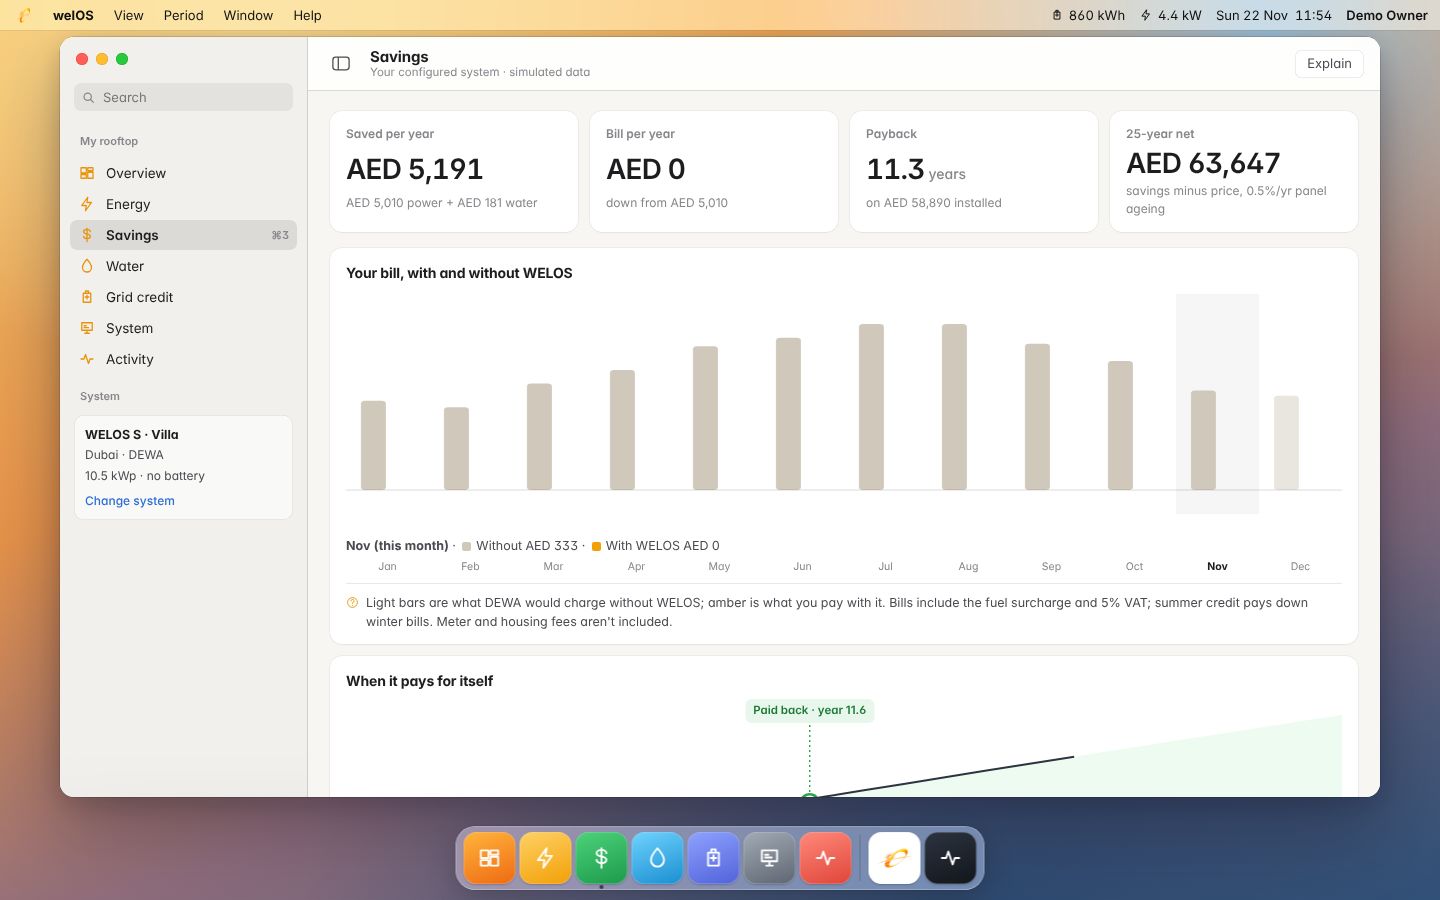 welOS View Period Window Help 860 kWh 4.4 kW Sun 22 Nov 11:54 Demo Owner
Search
My rooftop
Overview
Energy
Savings ⌘3
Water
Grid credit
System
Activity
System
WELOS S · Villa
Dubai · DEWA
10.5 kWp · no battery
Change system
Savings
Your configured system · simulated data
Explain
Saved per year
AED 5,191
AED 5,010 power + AED 181 water
Bill per year
AED 0
down from AED 5,010
Payback
11.3 years
on AED 58,890 installed
25-year net
AED 63,647
savings minus price, 0.5%/yr panel
ageing
Your bill, with and without WELOS
Nov (this month) · Without AED 333 · With WELOS AED 0
Jan Feb Mar Apr May Jun Jul Aug Sep Oct Nov Dec
Light bars are what DEWA would charge without WELOS; amber is what you pay with it. Bills include the fuel surcharge and 5% VAT; summer credit pays down
winter bills. Meter and housing fees aren't included.
When it pays for itself
Paid back · year 11.6